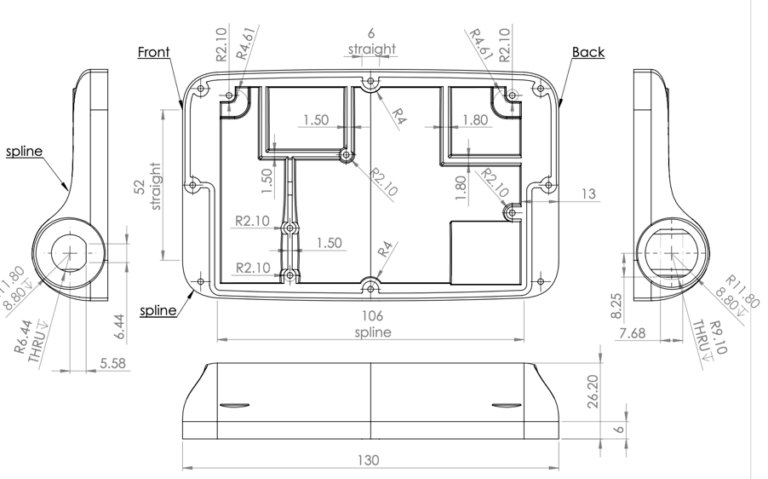 6
straight
R2.10
R4.61
R4.61
R2.10
Front
Back
R4
1.50
1.80
spline
52
straight
1.50
R2.10
1.80
R2.10
13
R2.10
1.50
R4
R2.10
R11.80
8.80
6.44
R6.44
THRU
5.58
spline
106
spline
8.25
7.68
R11.80
8.80
R9.10
THRU
26.20
6
130